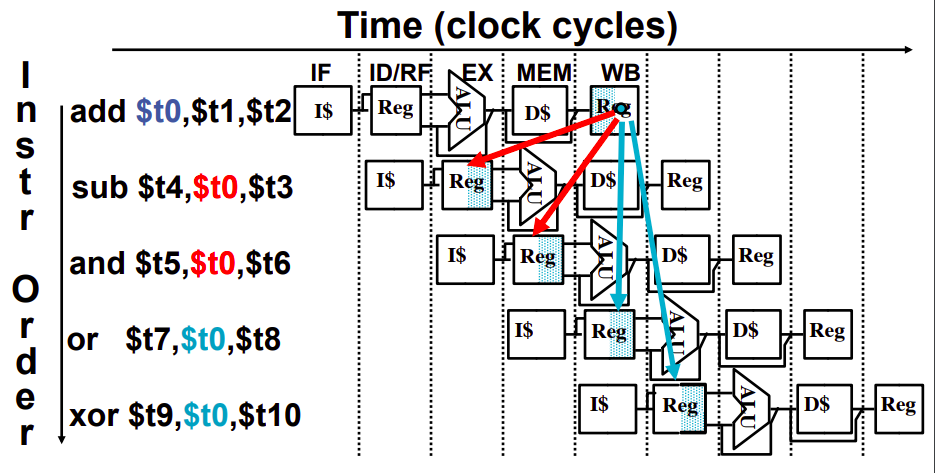 Time (clock cycles)
Instr Order
IF ID/RF EX MEM WB
add $t0,$t1,$t2 I$ Reg ALU D$ Reg
sub $t4,$t0,$t3 I$ Reg ALU D$ Reg
and $t5,$t0,$t6 I$ Reg ALU D$ Reg
or $t7,$t0,$t8 I$ Reg ALU D$ Reg
xor $t9,$t0,$t10 I$ Reg ALU D$ Reg